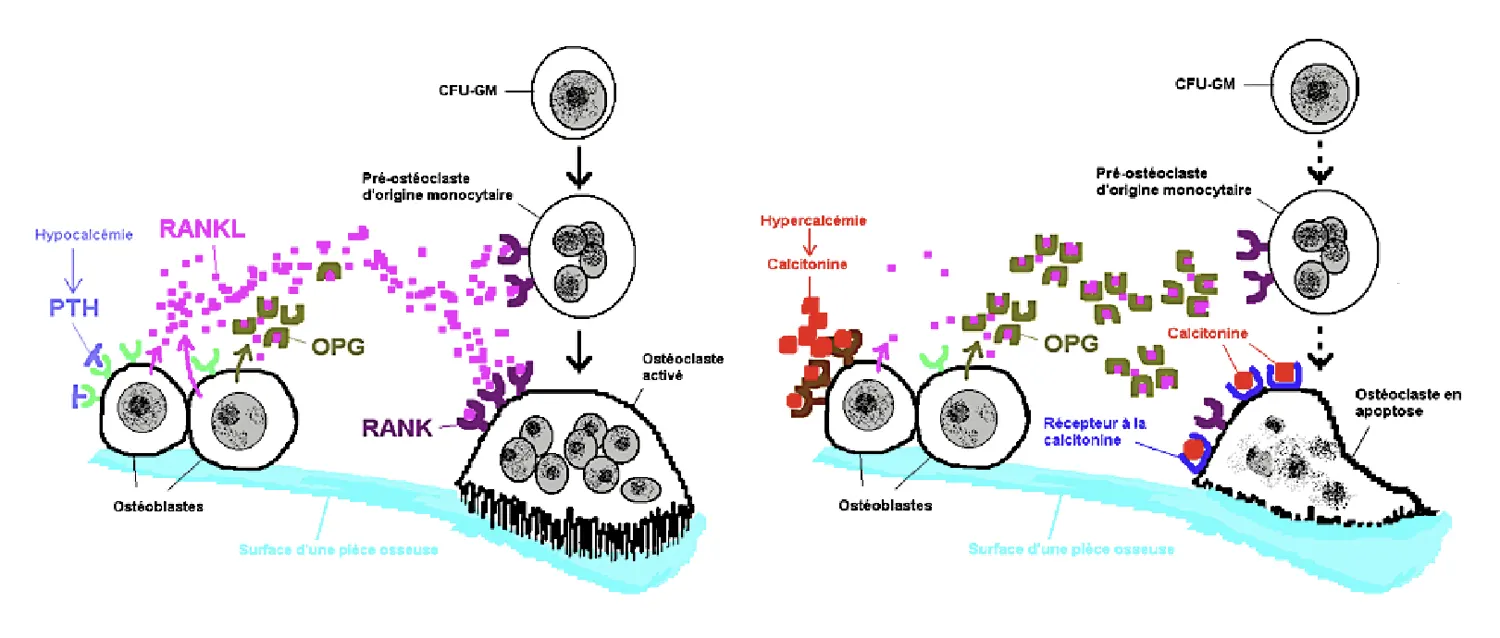 CFU-GM
Pré-ostéoclaste
d'origine monocytaire
Hypocalcémie
RANKL
PTH
OPG
Ostéoclaste
activé
RANK
Ostéoblastes
Surface d'une pièce osseuse
CFU-GM
Pré-ostéoclaste
d'origine monocytaire
Hypercalcémie
Calcitonine
OPG
Calcitonine
Récepteur à la
calcitonine
Ostéoclaste en
apoptose
Ostéoblastes
Surface d'une pièce osseuse